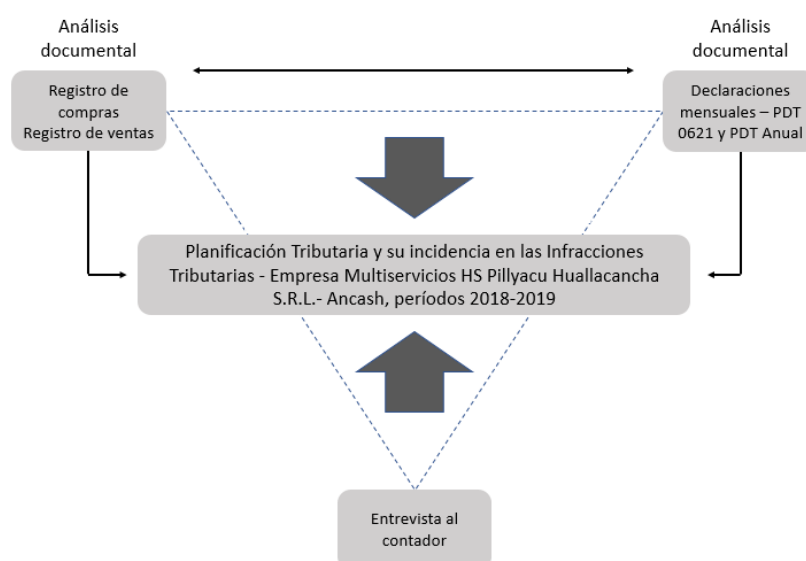 Análisis
documental
Registro de
compras
Registro de ventas
Análisis
documental
Declaraciones
mensuales – PDT
0621 y PDT Anual
Planificación Tributaria y su incidencia en las Infracciones
Tributarias - Empresa Multiservicios HS Pillyacu Huallacancha
S.R.L.- Ancash, períodos 2018-2019
Entrevista al
contador